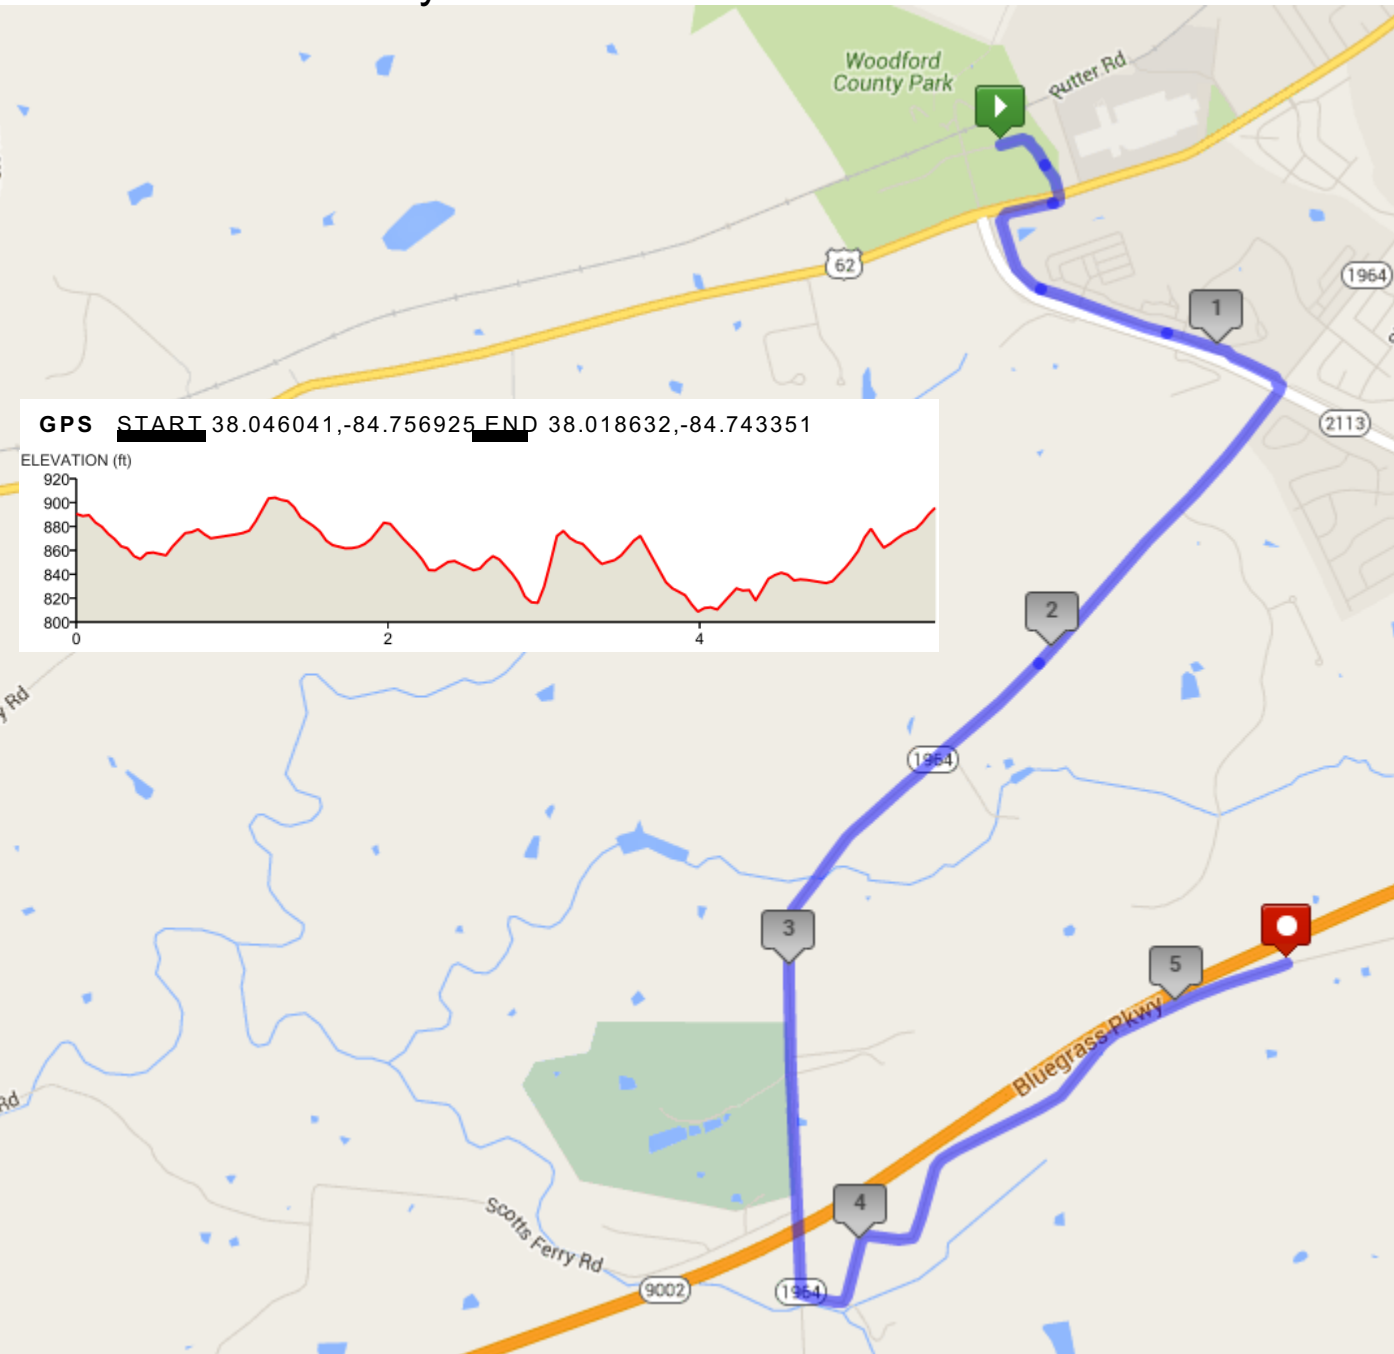 Woodford
County Park
Rutter Rd
62
1964
1
2113
GPS START 38.046041,-84.756925 END 38.018632,-84.743351
ELEVATION (ft)
920
900
880
860
840
820
800
0 2 4
2
y Rd
1964
3
5
Bluegrass Pkwy
Rd
4
Scotts Ferry Rd
9002
1964